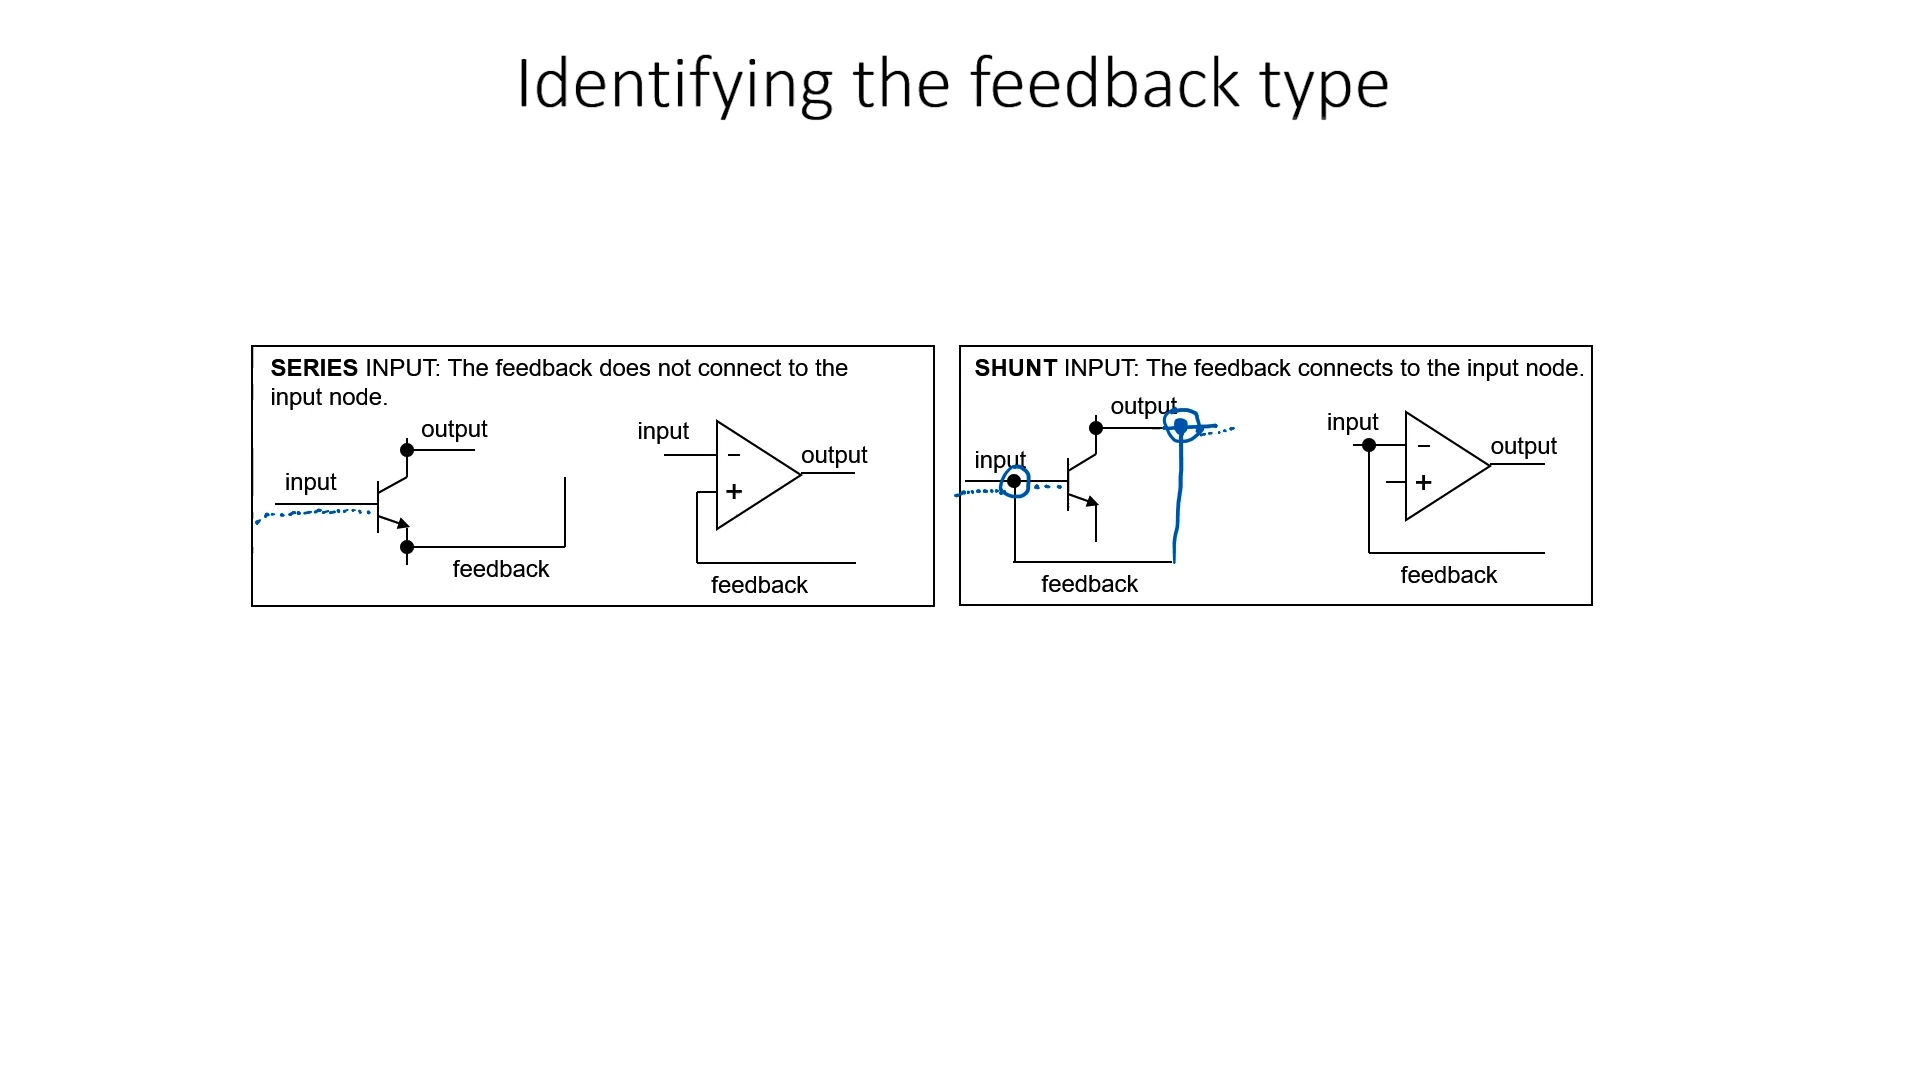 Identifying the feedback type
SERIES INPUT: The feedback does not connect to the
input node.
output
input
feedback
input
−
+
output
feedback
SHUNT INPUT: The feedback connects to the input node.
output
input
feedback
input
−
+
output
feedback